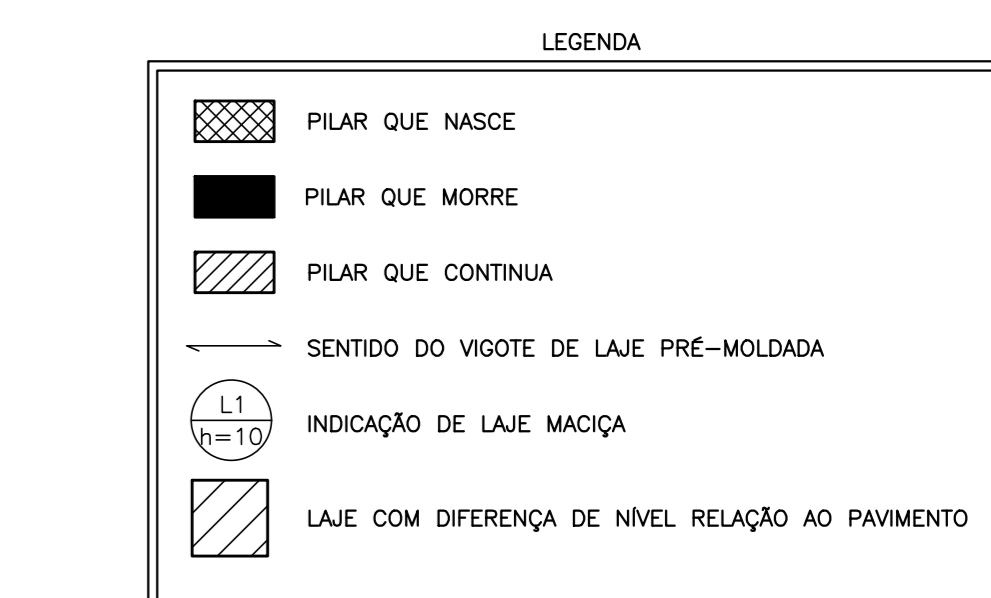 LEGENDA
PILAR QUE NASCE
PILAR QUE MORRE
PILAR QUE CONTINUA
SENTIDO DO VIGOTE DE LAJE PRÉ-MOLDADA
L1
h=10
INDICAÇÃO DE LAJE MACIÇA
LAJE COM DIFERENÇA DE NÍVEL RELAÇÃO AO PAVIMENTO